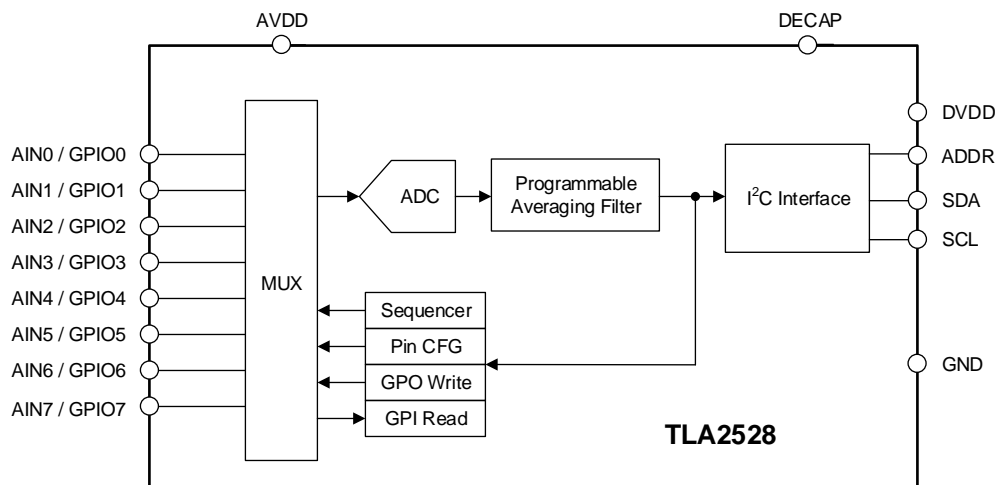 AVDD
DECAP
DVDD
AIN0 / GPIO0
AIN1 / GPIO1
AIN2 / GPIO2
AIN3 / GPIO3
AIN4 / GPIO4
AIN5 / GPIO5
AIN6 / GPIO6
AIN7 / GPIO7
MUX
ADC
Programmable
Averaging Filter
I²C Interface
ADDR
SDA
SCL
Sequencer
Pin CFG
GPO Write
GPI Read
GND
TLA2528